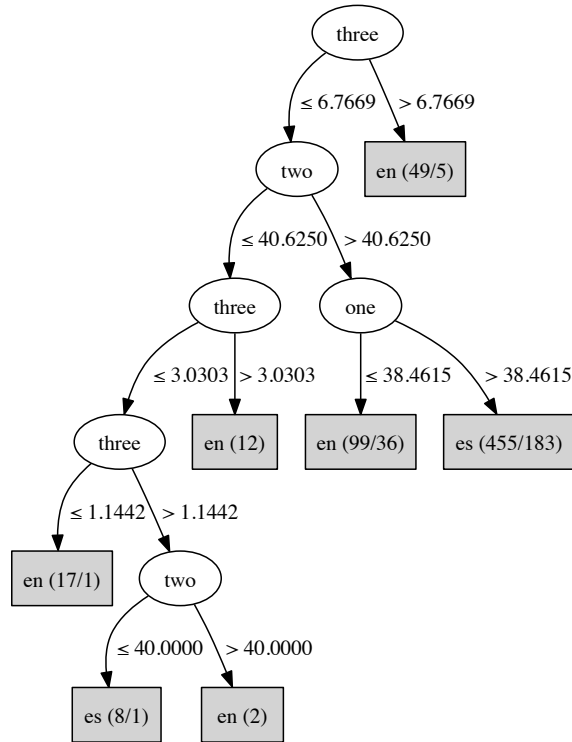 three
≤ 6.7669 > 6.7669
two en (49/5)
≤ 40.6250 > 40.6250
three one
≤ 3.0303 > 3.0303 ≤ 38.4615 > 38.4615
three en (12) en (99/36) es (455/183)
≤ 1.1442 > 1.1442
en (17/1) two
≤ 40.0000 > 40.0000
es (8/1) en (2)